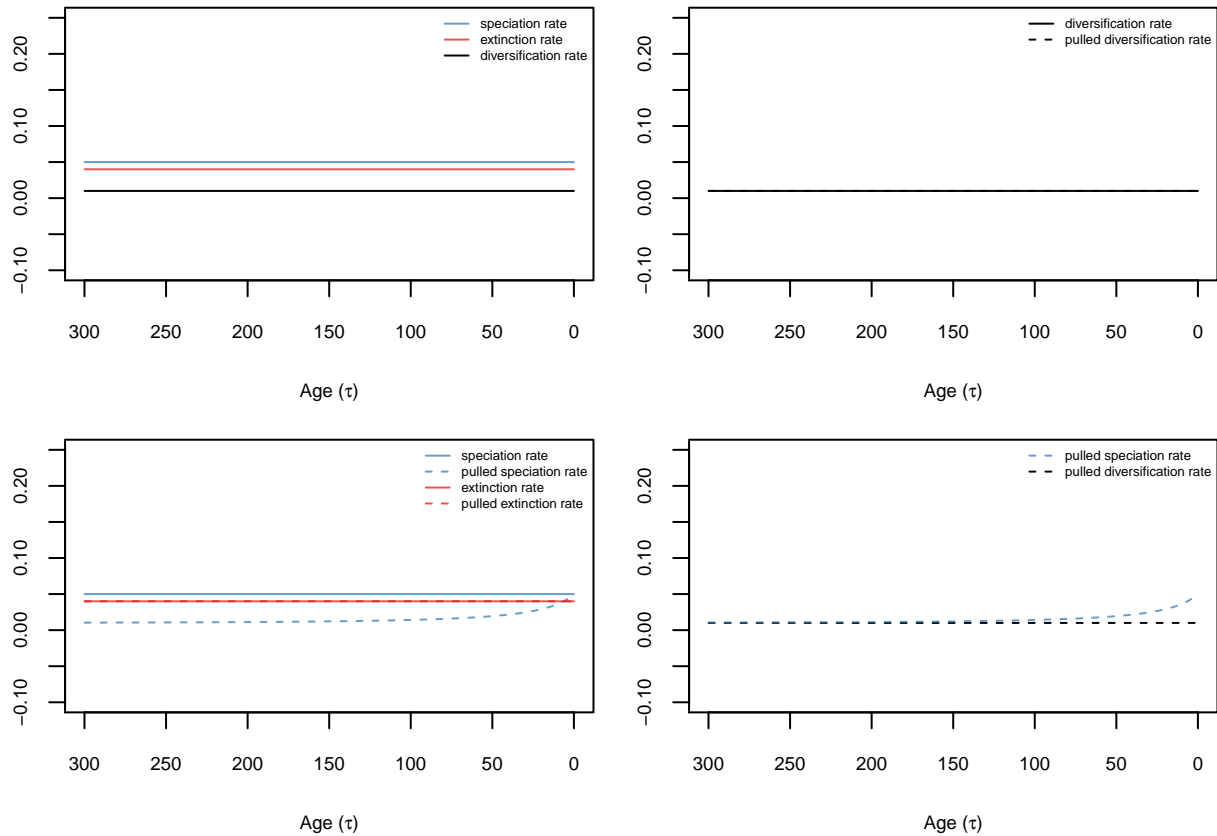 speciation rate
extinction rate
diversification rate
0.20
0.10
0.00
−0.10
300 250 200 150 100 50 0
Age (τ)
diversification rate
pulled diversification rate
0.20
0.10
0.00
−0.10
300 250 200 150 100 50 0
Age (τ)
speciation rate
pulled speciation rate
extinction rate
pulled extinction rate
0.20
0.10
0.00
−0.10
300 250 200 150 100 50 0
Age (τ)
pulled speciation rate
pulled diversification rate
0.20
0.10
0.00
−0.10
300 250 200 150 100 50 0
Age (τ)